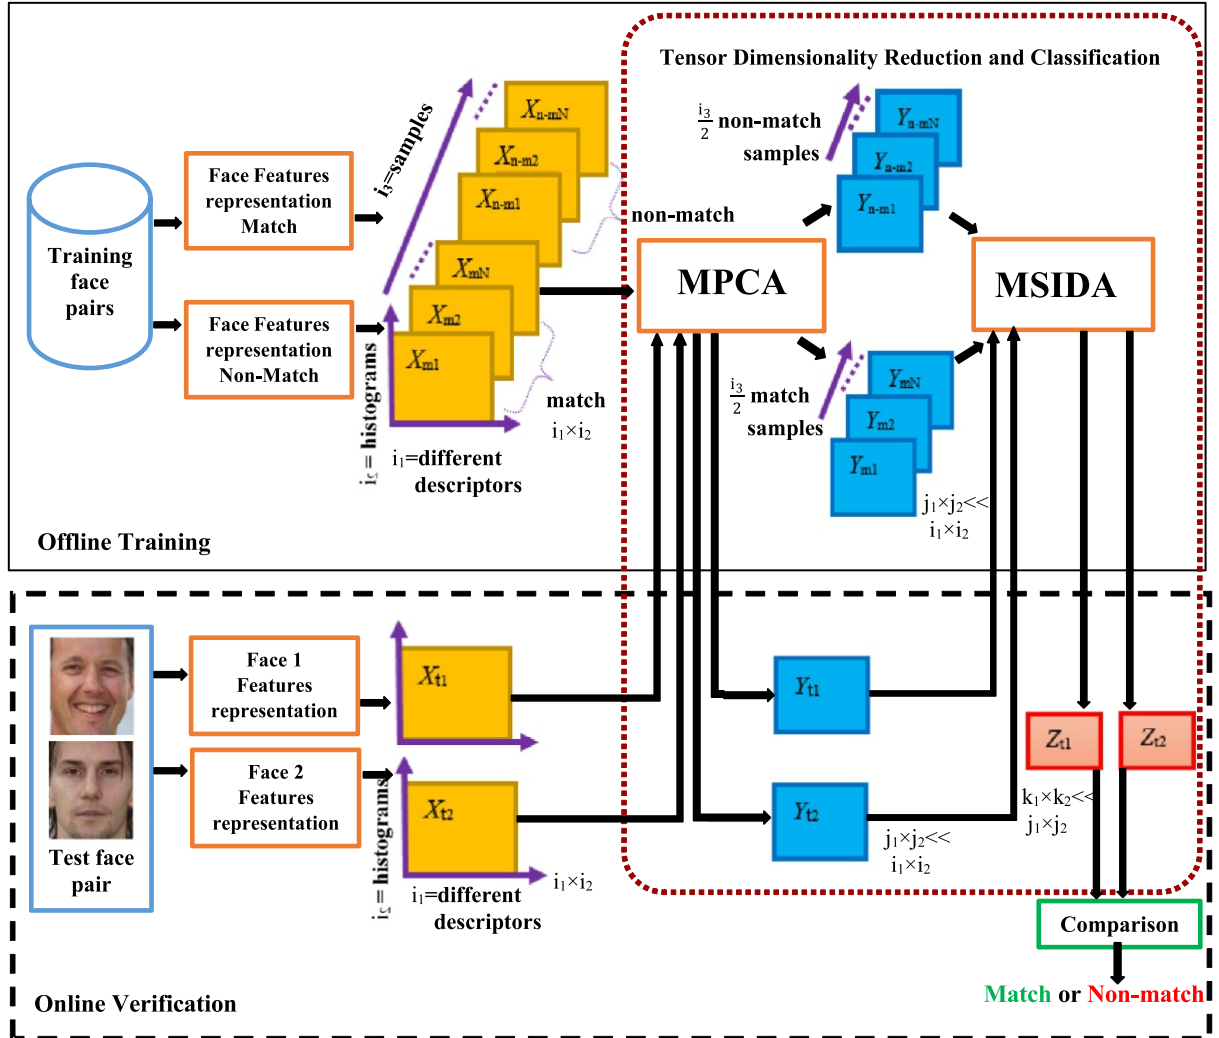 Tensor Dimensionality Reduction and Classification
Training
face
pairs
Face Features
representation
Match
Face Features
representation
Non-Match
i₃=samples
Xn-mN
Xn-m2
Xn-m1
XmN
Xm2
Xm1
non-match
match
i₁×i₂
= histograms
i₁=different
descriptors
MPCA
i₃/2 non-match
samples
Yn-mN
Yn-m2
Yn-m1
i₃/2 match
samples
YmN
Ym2
Ym1
j₁×j₂<<
i₁×i₂
MSIDA
Offline Training
Test face
pair
Face 1
Features
representation
Face 2
Features
representation
Xt1
Xt2
= histograms
i₁=different
descriptors
i₁×i₂
Yt1
Yt2
j₁×j₂<<
i₁×i₂
Zt1
Zt2
k₁×k₂<<
j₁×j₂
Comparison
Match or Non-match
Online Verification